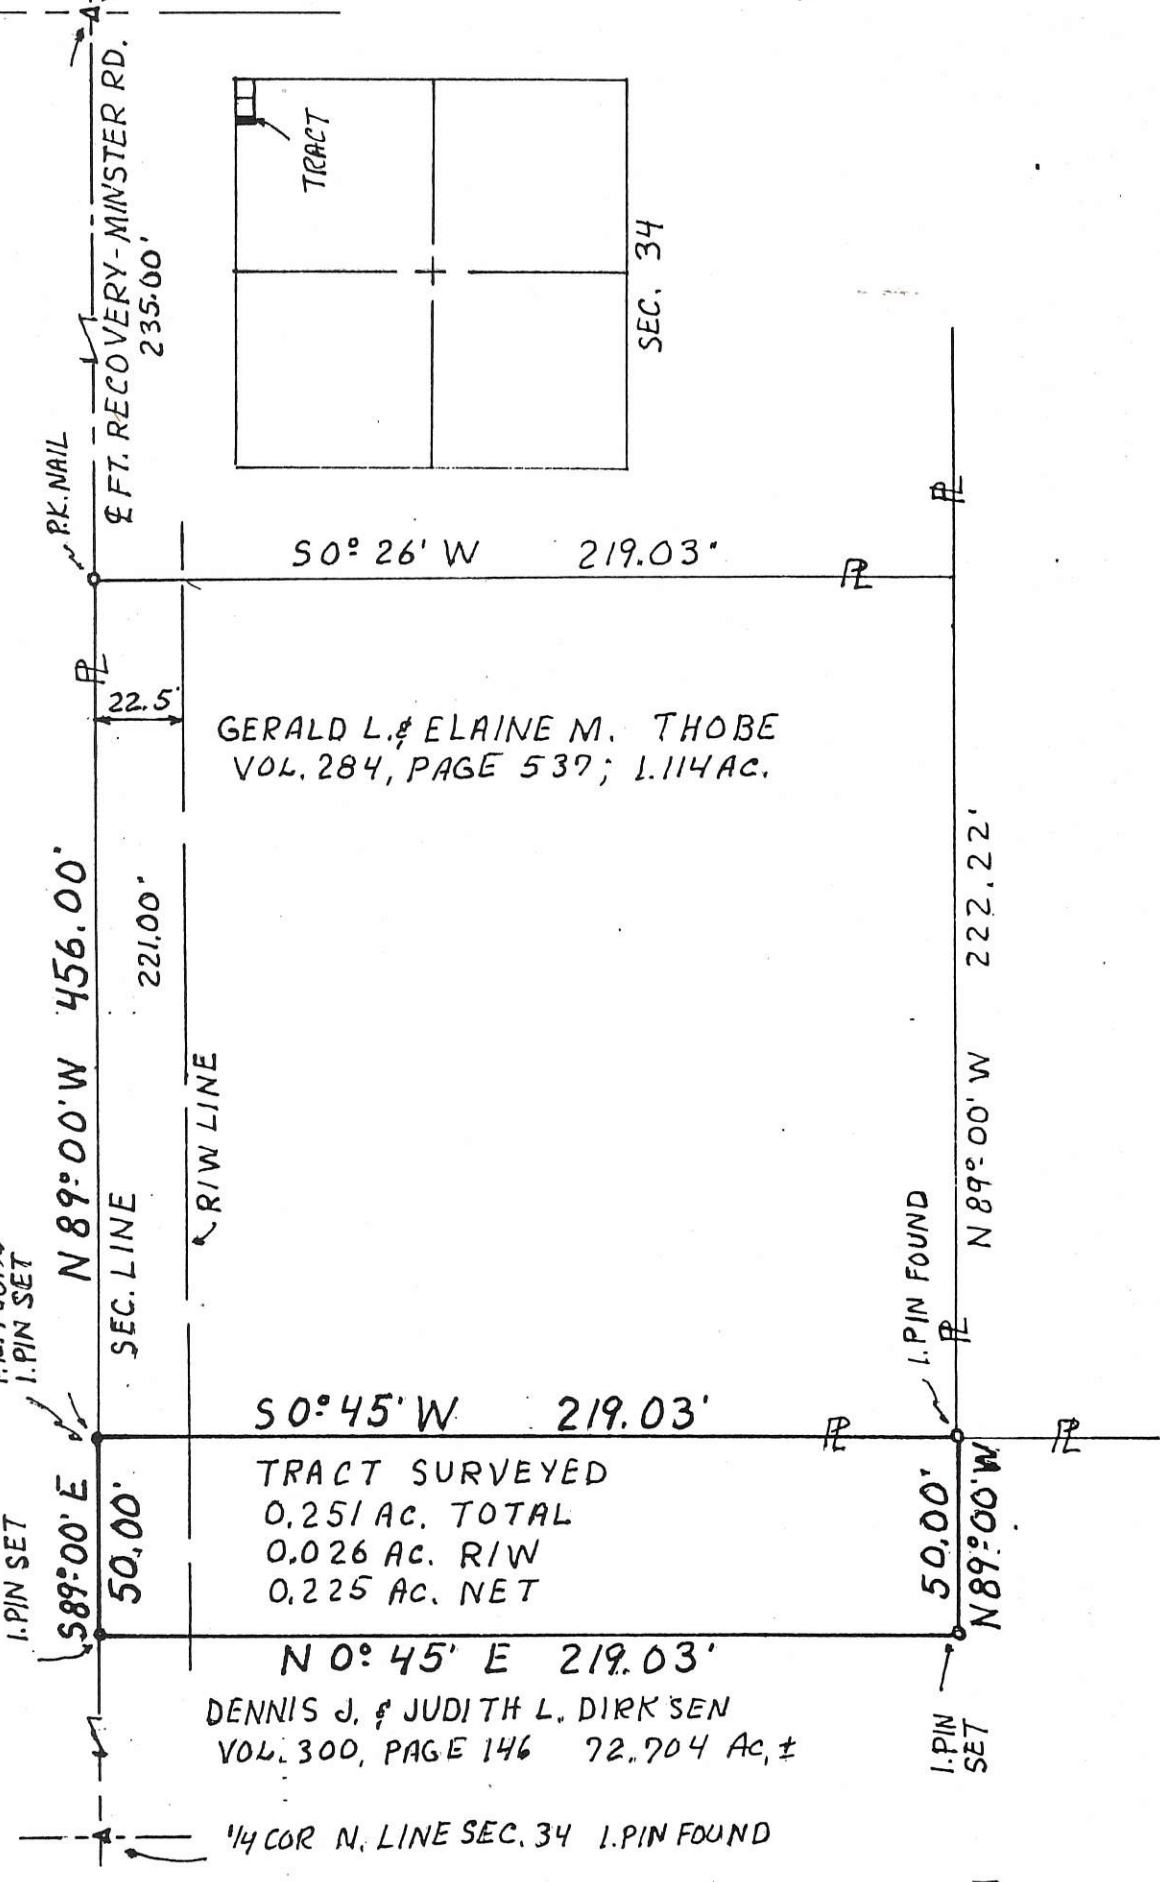 ℄ FT. RECOVERY-MINSTER RD.
235.00'
TRACT
SEC. 34
P.K. NAIL
S 0° 26' W 219.03'
℄
℄
℄
22.5'
GERALD L. & ELAINE M. THOBE
VOL. 284, PAGE 537; 1.114 AC.
N 89° 00' W 456.00'
221.00'
SEC. LINE
R/W LINE
N 89° 00' W 222.22'
I. PIN SET
I. PIN FOUND
℄
S 0° 45' W 219.03'
℄
℄
TRACT SURVEYED
0.251 AC. TOTAL
0.026 AC. R/W
0.225 AC. NET
I. PIN SET
S 89° 00' E
50.00'
50.00'
N 89° 00' W
N 0° 45' E 219.03'
DENNIS J. & JUDITH L. DIRKSEN
VOL. 300, PAGE 146 72.704 AC. ±
I. PIN
SET
1/4 COR N. LINE SEC. 34 I. PIN FOUND